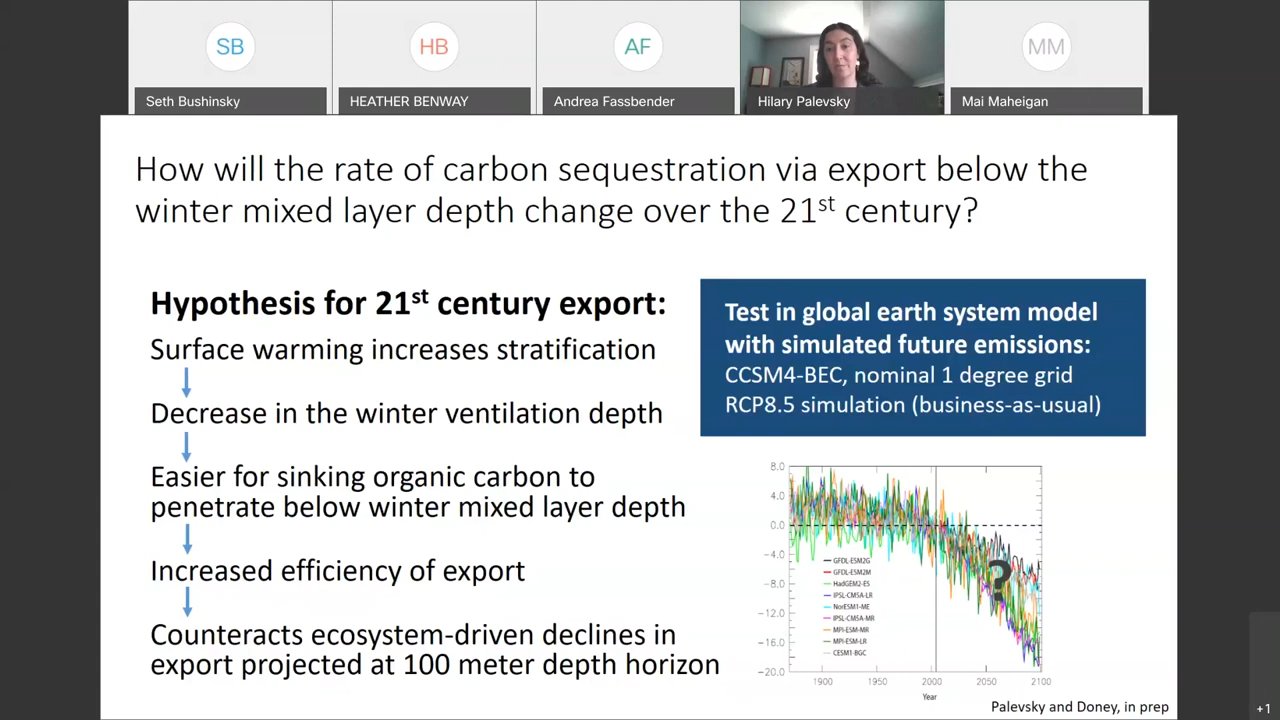 SB
HB
AF
MM
Seth Bushinsky
HEATHER BENWAY
Andrea Fassbender
Hilary Palevsky
Mai Maheigan
How will the rate of carbon sequestration via export below the
winter mixed layer depth change over the 21st century?
Hypothesis for 21st century export:
Surface warming increases stratification
Decrease in the winter ventilation depth
Easier for sinking organic carbon to
penetrate below winter mixed layer depth
Increased efficiency of export
Counteracts ecosystem-driven declines in
export projected at 100 meter depth horizon
Test in global earth system model
with simulated future emissions:
CCSM4-BEC, nominal 1 degree grid
RCP8.5 simulation (business-as-usual)
8.0
4.0
0.0
−4.0
−8.0
−12.0
−16.0
−20.0
GFDL-ESM2G
GFDL-ESM2M
HadGEM2-ES
IPSL-CM5A-LR
NorESM1-ME
IPSL-CM5A-MR
MPI-ESM-MR
MPI-ESM-LR
CESM1-BGC
?
1900 1950 2000 2050 2100
Year
Palevsky and Doney, in prep
+1